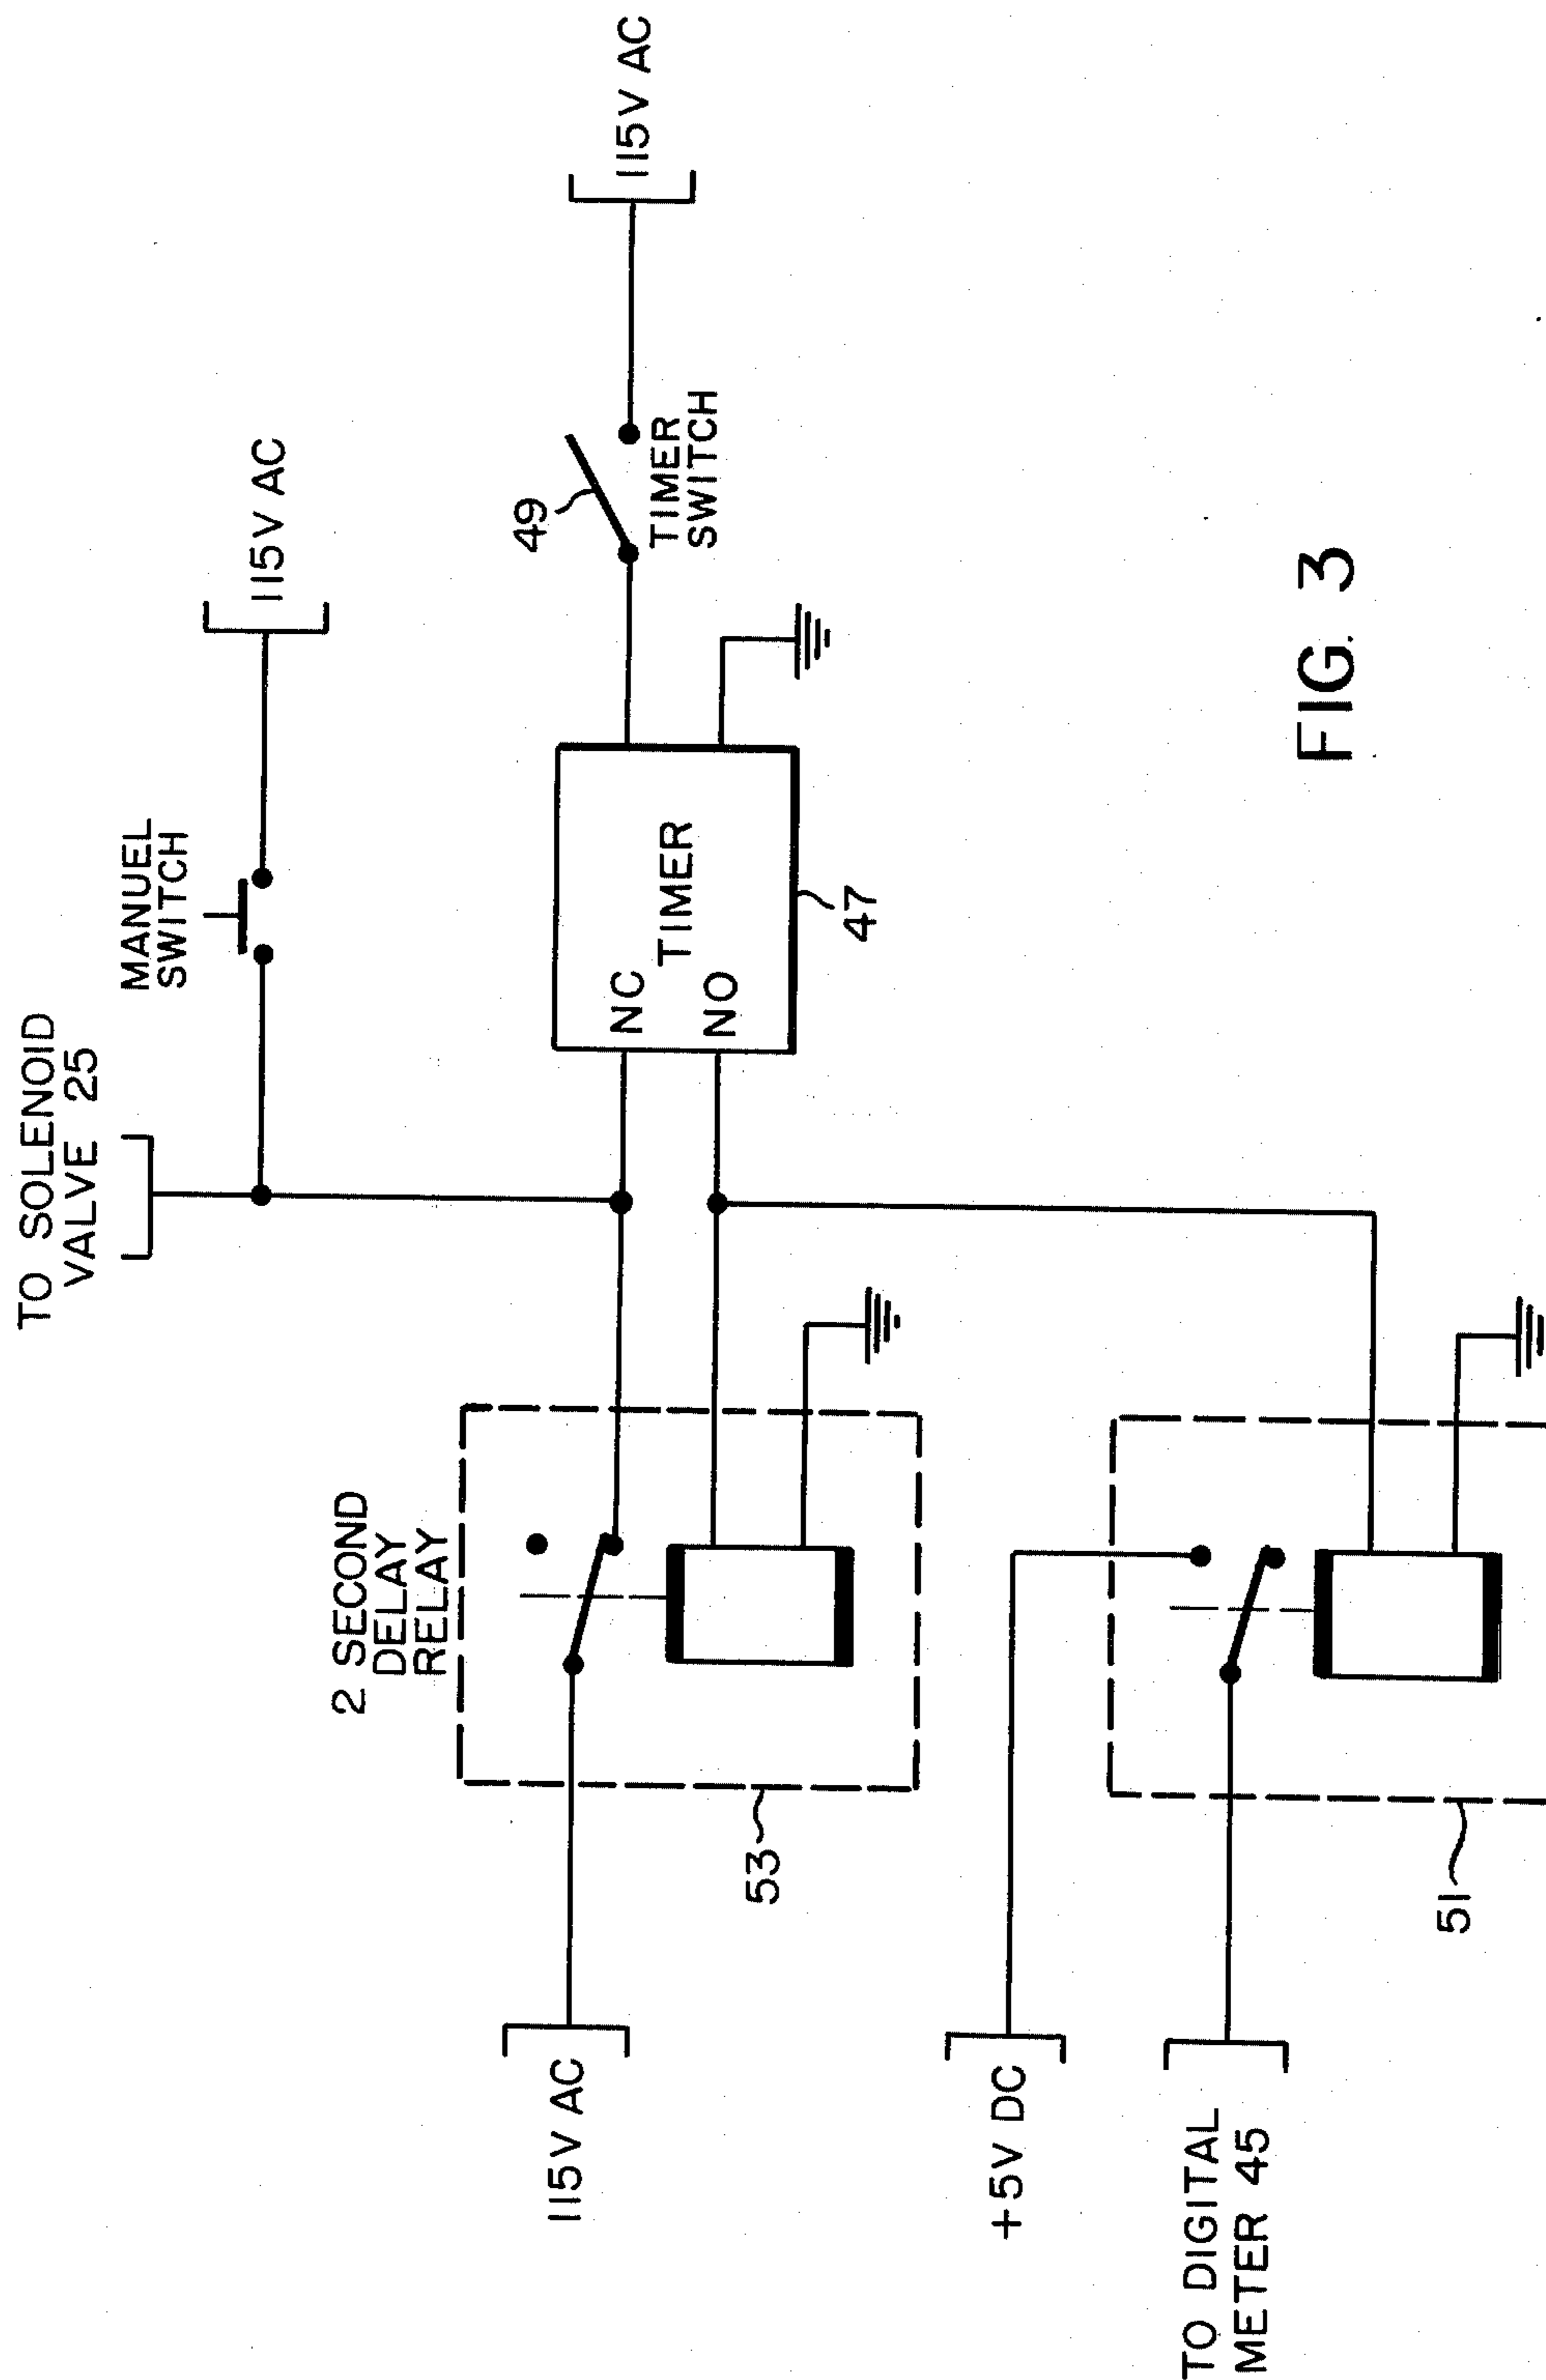 TO SOLENOID
VALVE 25
MANUEL
SWITCH
115V AC
2 SECOND
DELAY
RELAY
115V AC
53
NC
NO
TIMER
47
49
TIMER
SWITCH
115V AC
+5V DC
TO DIGITAL
METER 45
51
FIG. 3